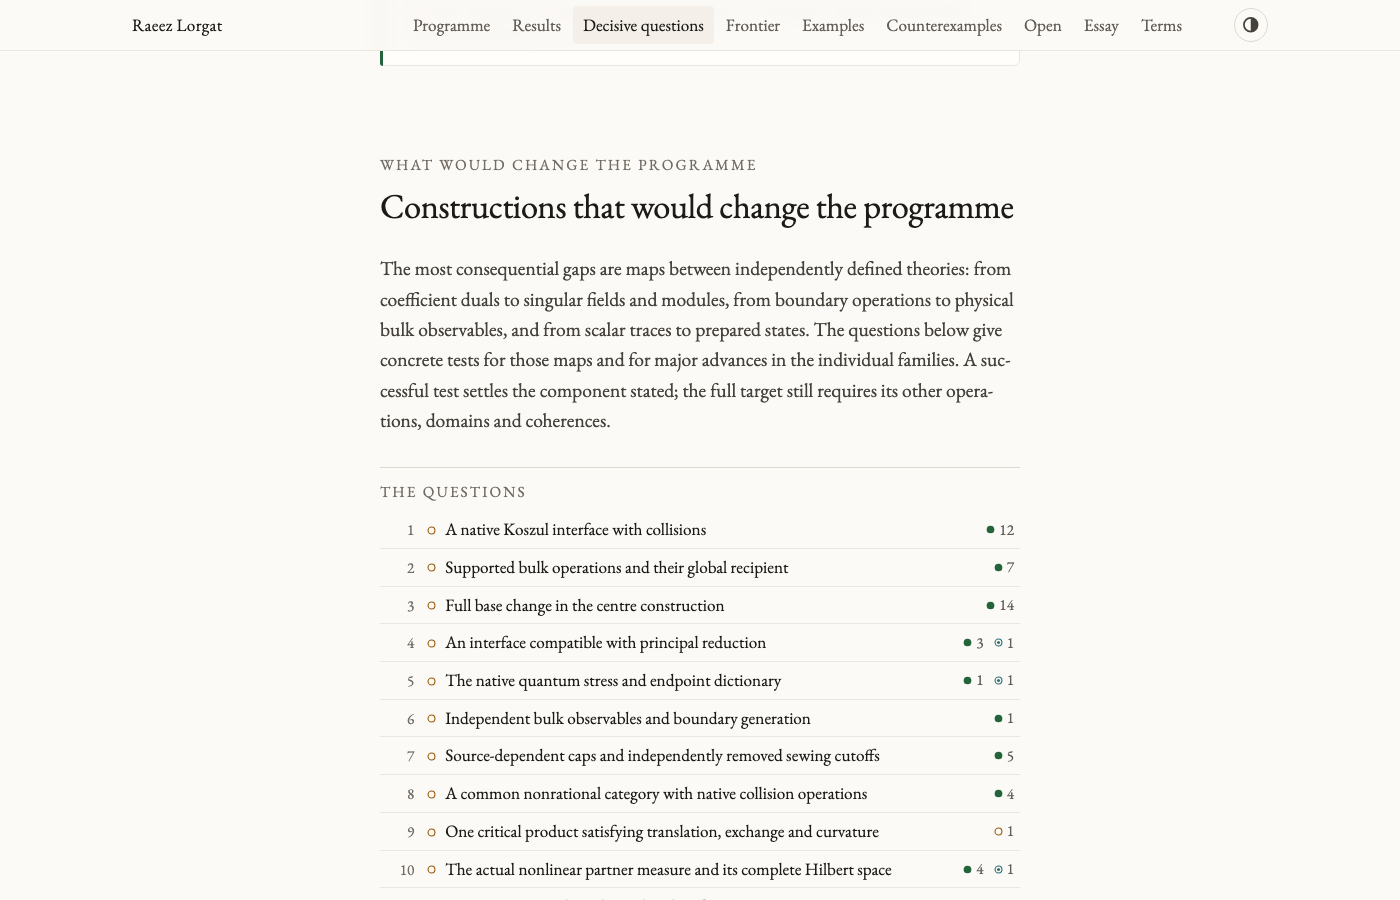 Raeez Lorgat
Programme Results Decisive questions Frontier Examples Counterexamples Open Essay Terms
WHAT WOULD CHANGE THE PROGRAMME
Constructions that would change the programme
The most consequential gaps are maps between independently defined theories: from
coefficient duals to singular fields and modules, from boundary operations to physical
bulk observables, and from scalar traces to prepared states. The questions below give
concrete tests for those maps and for major advances in the individual families. A suc-
cessful test settles the component stated; the full target still requires its other opera-
tions, domains and coherences.
THE QUESTIONS
1 A native Koszul interface with collisions 12
2 Supported bulk operations and their global recipient 7
3 Full base change in the centre construction 14
4 An interface compatible with principal reduction 3 1
5 The native quantum stress and endpoint dictionary 1 1
6 Independent bulk observables and boundary generation 1
7 Source-dependent caps and independently removed sewing cutoffs 5
8 A common nonrational category with native collision operations 4
9 One critical product satisfying translation, exchange and curvature 1
10 The actual nonlinear partner measure and its complete Hilbert space 4 1